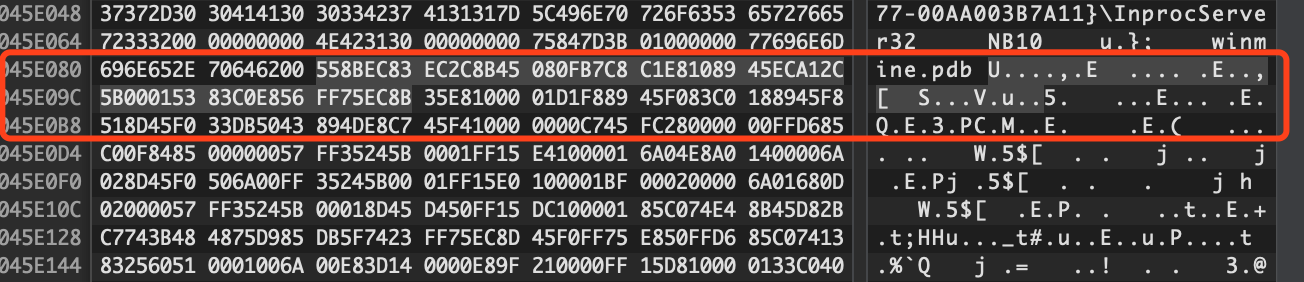 045E048 37372D30 30414130 30334237 4131317D 5C496E70 726F6353 65727665 77-00AA003B7A11}\InprocServe
045E064 72333200 00000000 4E423130 00000000 75847D3B 01000000 77696E6D r32 NB10 u.}; winm
045E080 696E652E 70646200 558BEC83 EC2C8B45 080FB7C8 C1E81089 45ECA12C ine.pdb U....,.E .... .E..,
045E09C 5B000153 83C0E856 FF75EC8B 35E81000 01D1F889 45F083C0 188945F8 [ S...V.u..5. ...E... .E.
045E0B8 518D45F0 33DB5043 894DE8C7 45F41000 0000C745 FC280000 00FFD685 Q.E.3.PC.M..E. .E.( ...
045E0D4 C00F8485 00000057 FF35245B 0001FF15 E4100001 6A04E8A0 1400006A . .. W.5$[ . . j .. j
045E0F0 028D45F0 506A00FF 35245B00 01FF15E0 100001BF 00020000 6A01680D .E.Pj .5$[ . . . j h
045E10C 02000057 FF35245B 00018D45 D450FF15 DC100001 85C074E4 8B45D82B W.5$[ .E.P. . ..t..E.+
045E128 C7743B48 4875D985 DB5F7423 FF75EC8D 45F0FF75 E850FFD6 85C07413 .t;HHu..._t#.u..E..u.P....t
045E144 83256051 0001006A 00E83D14 0000E89F 210000FF 15D81000 0133C040 .%`Q j .= ..! . . 3.@